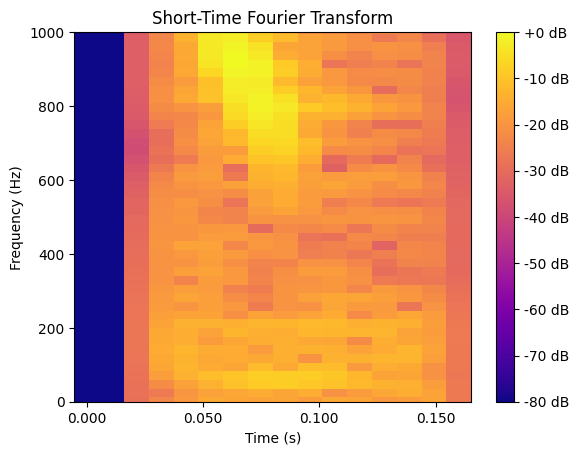 Short-Time Fourier Transform
Frequency (Hz)
1000
800
600
400
200
0
0.000
0.050
0.100
0.150
Time (s)
+0 dB
-10 dB
-20 dB
-30 dB
-40 dB
-50 dB
-60 dB
-70 dB
-80 dB